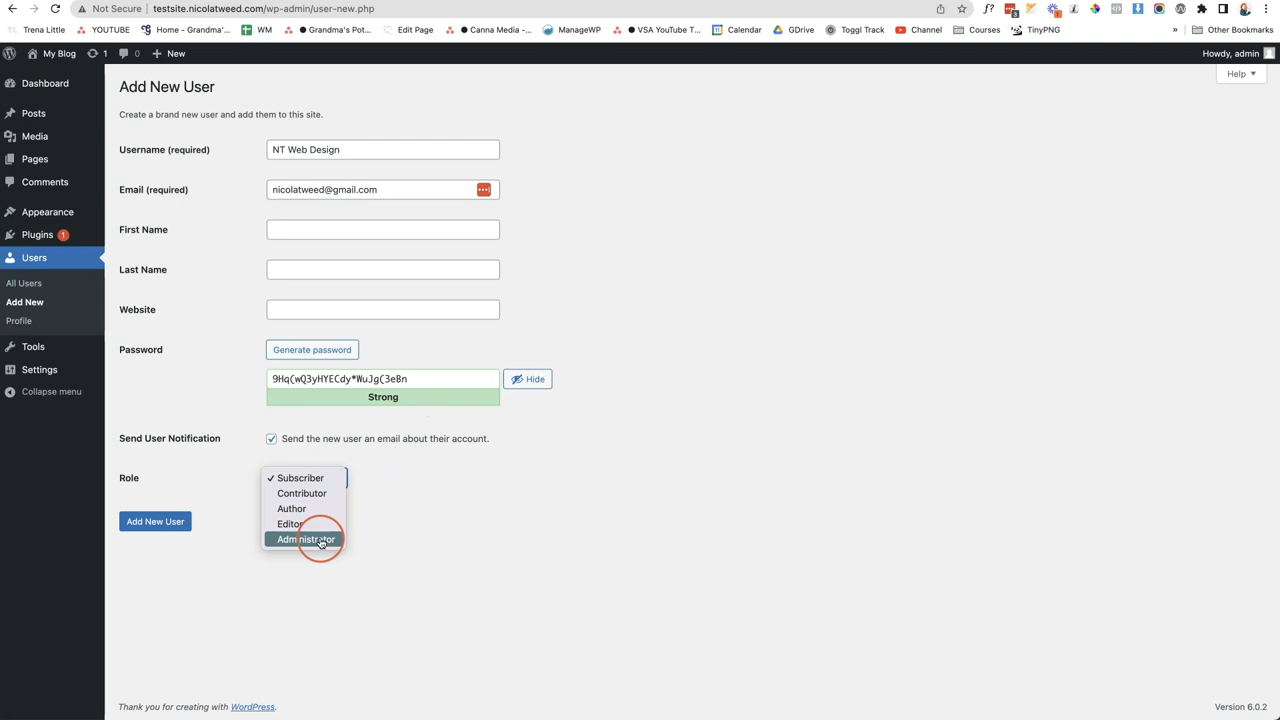 Not Secure testsite.nicolatweed.com/wp-admin/user-new.php
Trena Little YOUTUBE Home - Grandma's'... WM Grandma's Pot... Edit Page Canna Media -... ManageWP VSA YouTube T... Calendar GDrive Toggl Track Channel Courses TinyPNG » Other Bookmarks
My Blog 1 0 New Howdy, admin
Help
Dashboard
Posts
Media
Pages
Comments
Appearance
Plugins 1
Users
All Users
Add New
Profile
Tools
Settings
Collapse menu
Add New User
Create a brand new user and add them to this site.
Username (required) NT Web Design
Email (required) nicolatweed@gmail.com
First Name
Last Name
Website
Password Generate password
9Hq(wQ3yHYECdy*WuJg(3eBn Hide
Strong
Send User Notification Send the new user an email about their account.
Role Subscriber
Contributor
Author
Editor
Administrator
Add New User
Thank you for creating with WordPress.
Version 6.0.2